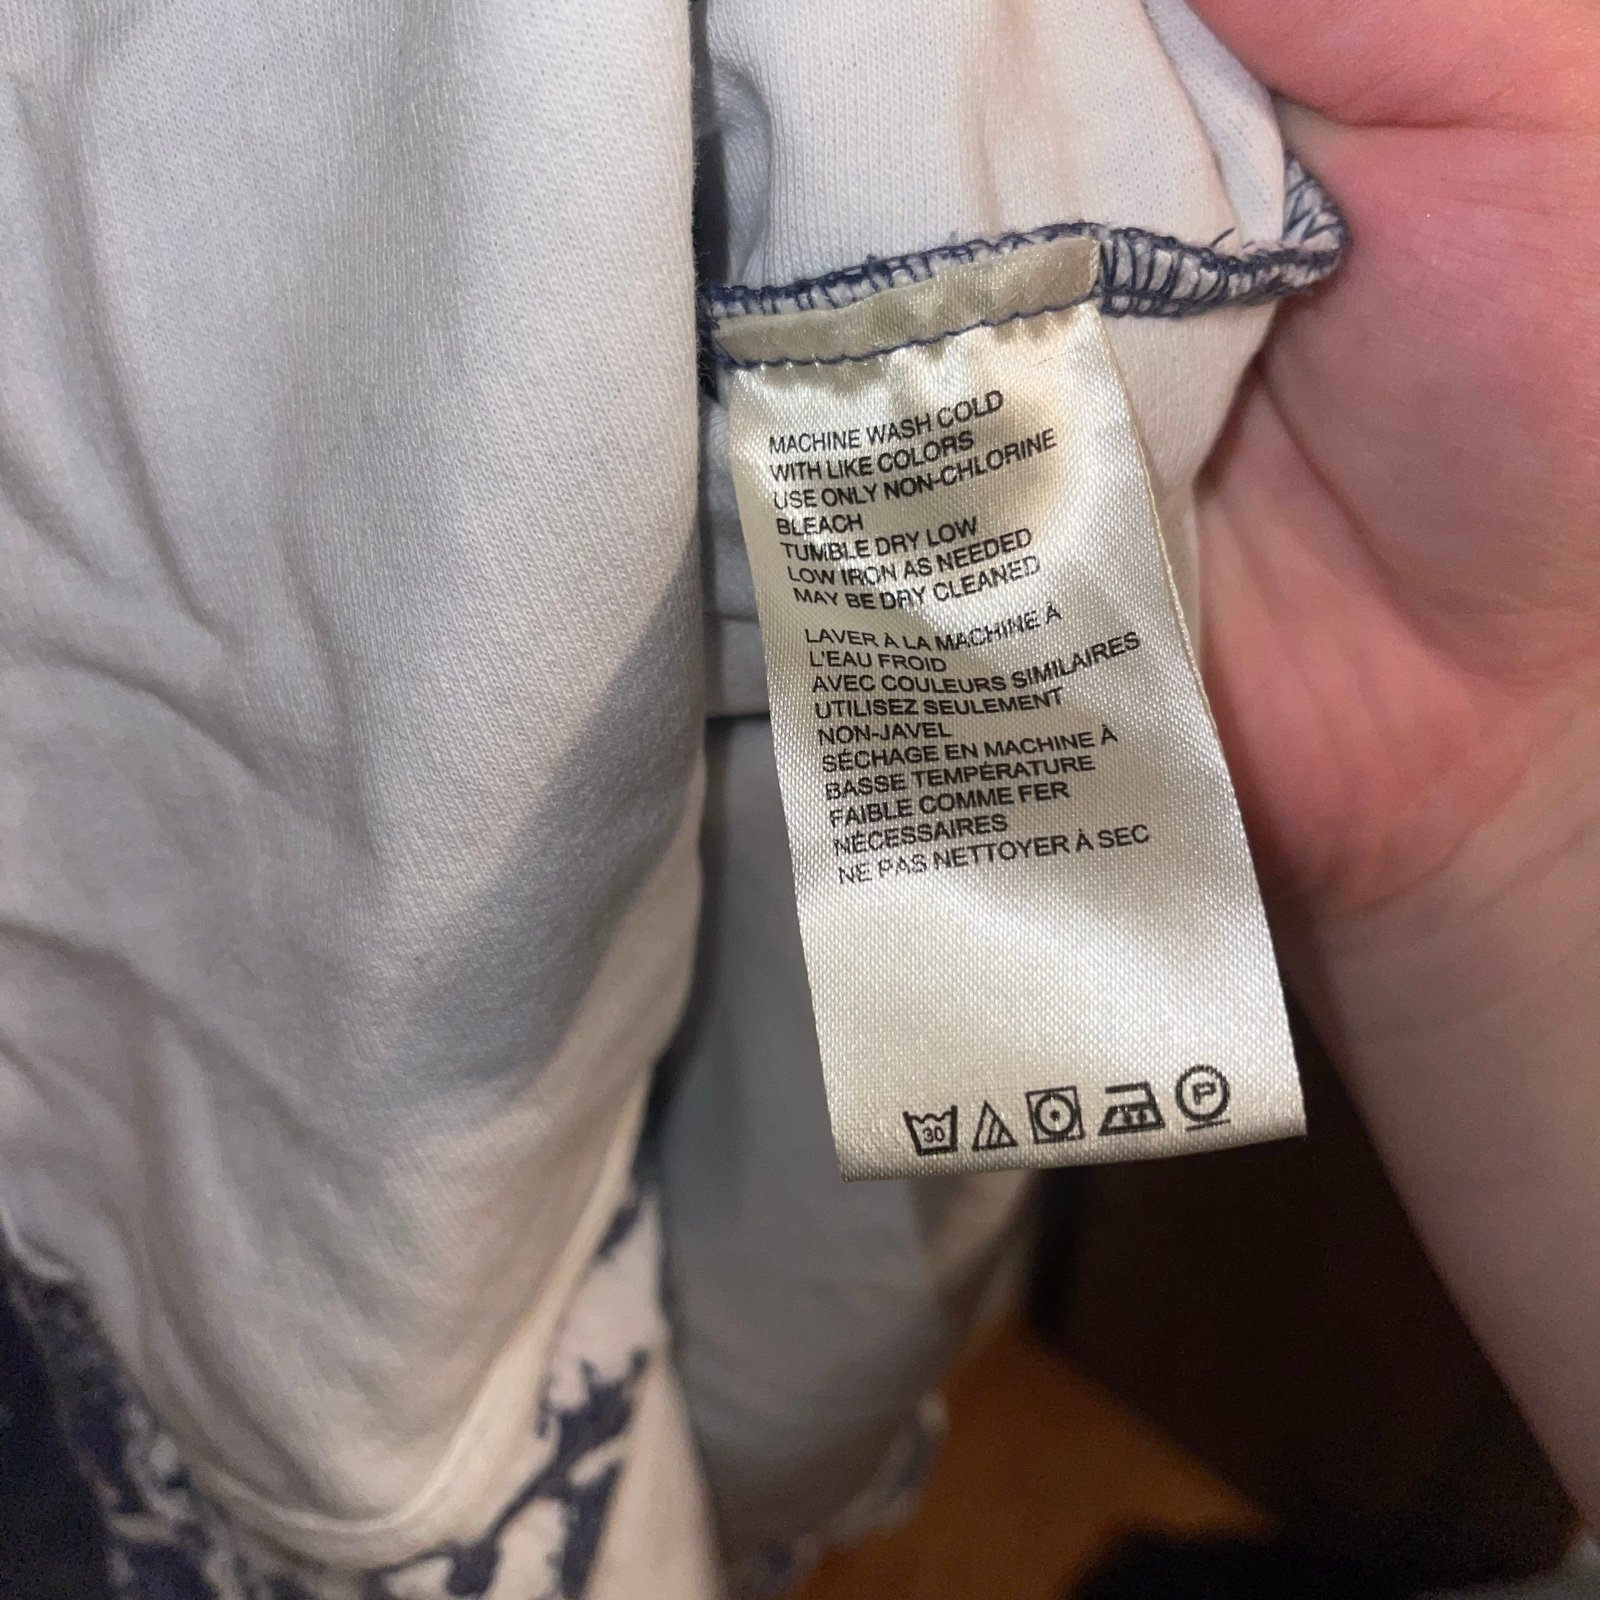 MACHINE WASH COLD
WITH LIKE COLORS
USE ONLY NON-CHLORINE
BLEACH
TUMBLE DRY LOW
LOW IRON AS NEEDED
MAY BE DRY CLEANED
LAVER À LA MACHINE À
L'EAU FROID
AVEC COULEURS SIMILAIRES
UTILISEZ SEULEMENT
NON-JAVEL
SÉCHAGE EN MACHINE À
BASSE TEMPÉRATURE
FAIBLE COMME FER
NÉCESSAIRES
NE PAS NETTOYER À SEC
30 P